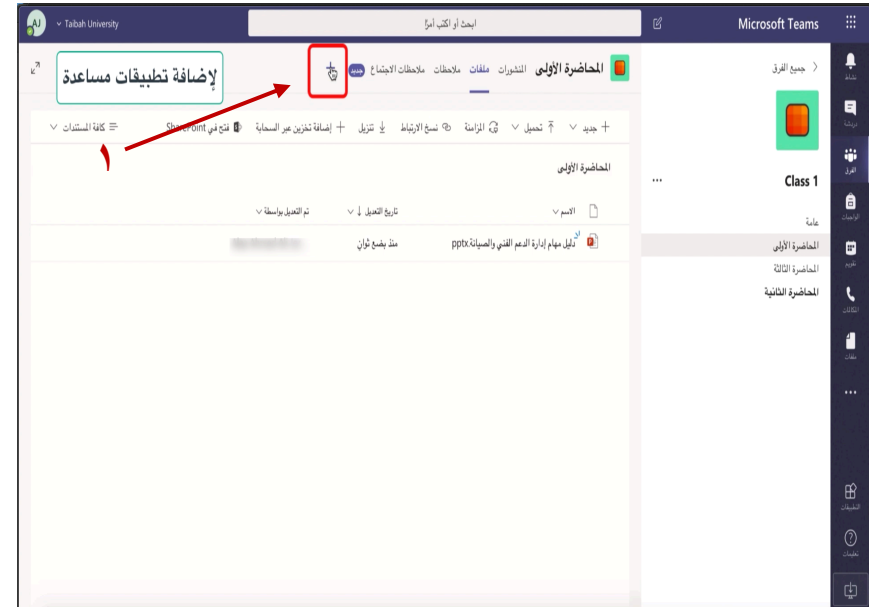 Microsoft Teams
ابحث أو اكتب أمرًا
Taibah University
AJ
نشاط
دردشة
الفرق
الواجبات
تقويم
المكالمات
ملفات
التطبيقات
تعليمات
جميع الفرق
Class 1
عامة
المحاضرة الأولى
المحاضرة الثالثة
المحاضرة الثانية
المحاضرة الأولى المنشورات ملفات ملاحظات ملاحظات الاجتماع جديد +
لإضافة تطبيقات مساعدة
١
+ جديد تحميل المزامنة نسخ الارتباط تنزيل + إضافة تخزين عبر السحابة فتح في SharePoint كافة المستندات
المحاضرة الأولى
الاسم تاريخ التعديل ↓ تم التعديل بواسطة
دليل مهام إدارة الدعم الفني والصيانة.pptx منذ بضع ثوانٍ